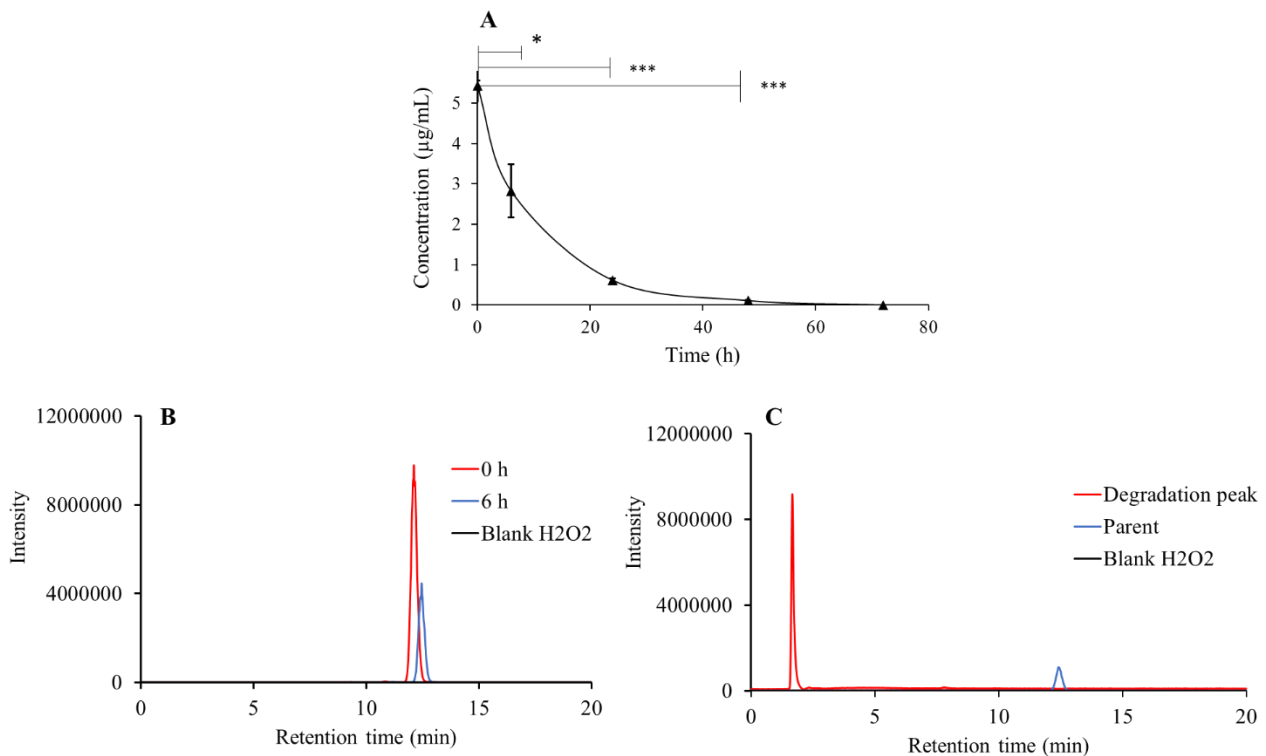 A
*
***
***
5
4
3
2
1
0
Concentration (µg/mL)
0 20 40 60 80
Time (h)
B
12000000
8000000
4000000
0
Intensity
0 h
6 h
Blank H2O2
0 5 10 15 20
Retention time (min)
C
12000000
8000000
4000000
0
Intensity
Degradation peak
Parent
Blank H2O2
0 5 10 15 20
Retention time (min)